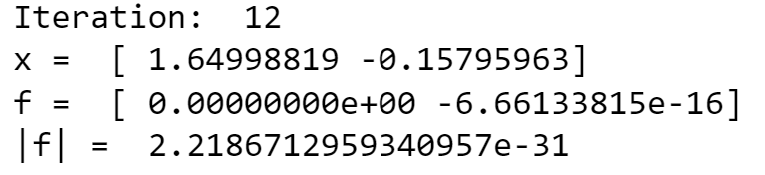 Iteration:  12
x =  [ 1.64998819 -0.15795963]
f =  [ 0.00000000e+00 -6.66133815e-16]
|f| =  2.2186712959340957e-31